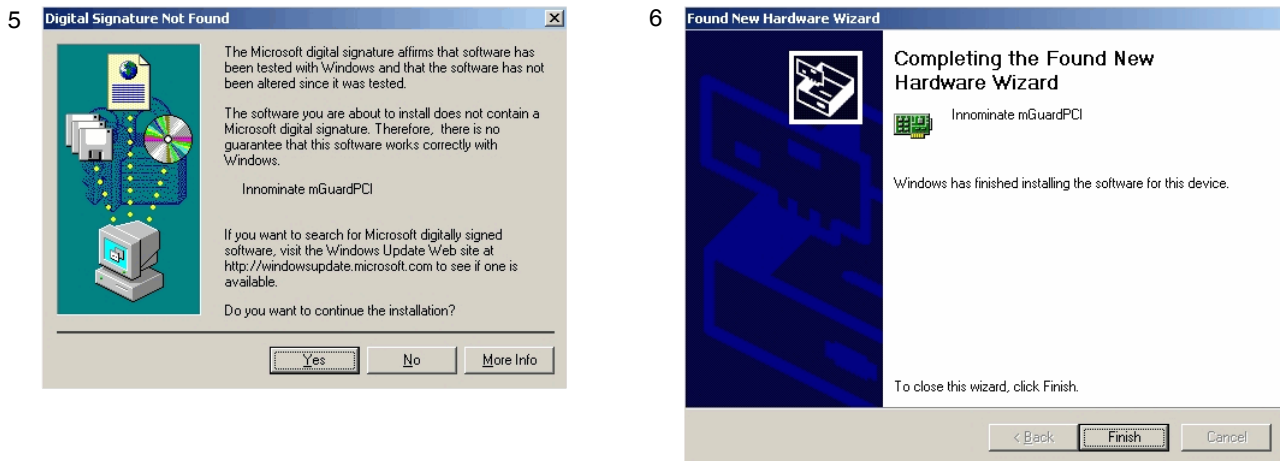 5
Digital Signature Not Found
The Microsoft digital signature affirms that software has
been tested with Windows and that the software has not
been altered since it was tested.
The software you are about to install does not contain a
Microsoft digital signature. Therefore, there is no
guarantee that this software works correctly with
Windows.
Innominate mGuardPCI
If you want to search for Microsoft digitally signed
software, visit the Windows Update Web site at
http://windowsupdate.microsoft.com to see if one is
available.
Do you want to continue the installation?
Yes
No
More Info
6
Found New Hardware Wizard
Completing the Found New
Hardware Wizard
Innominate mGuardPCI
Windows has finished installing the software for this device.
To close this wizard, click Finish.
< Back
Finish
Cancel